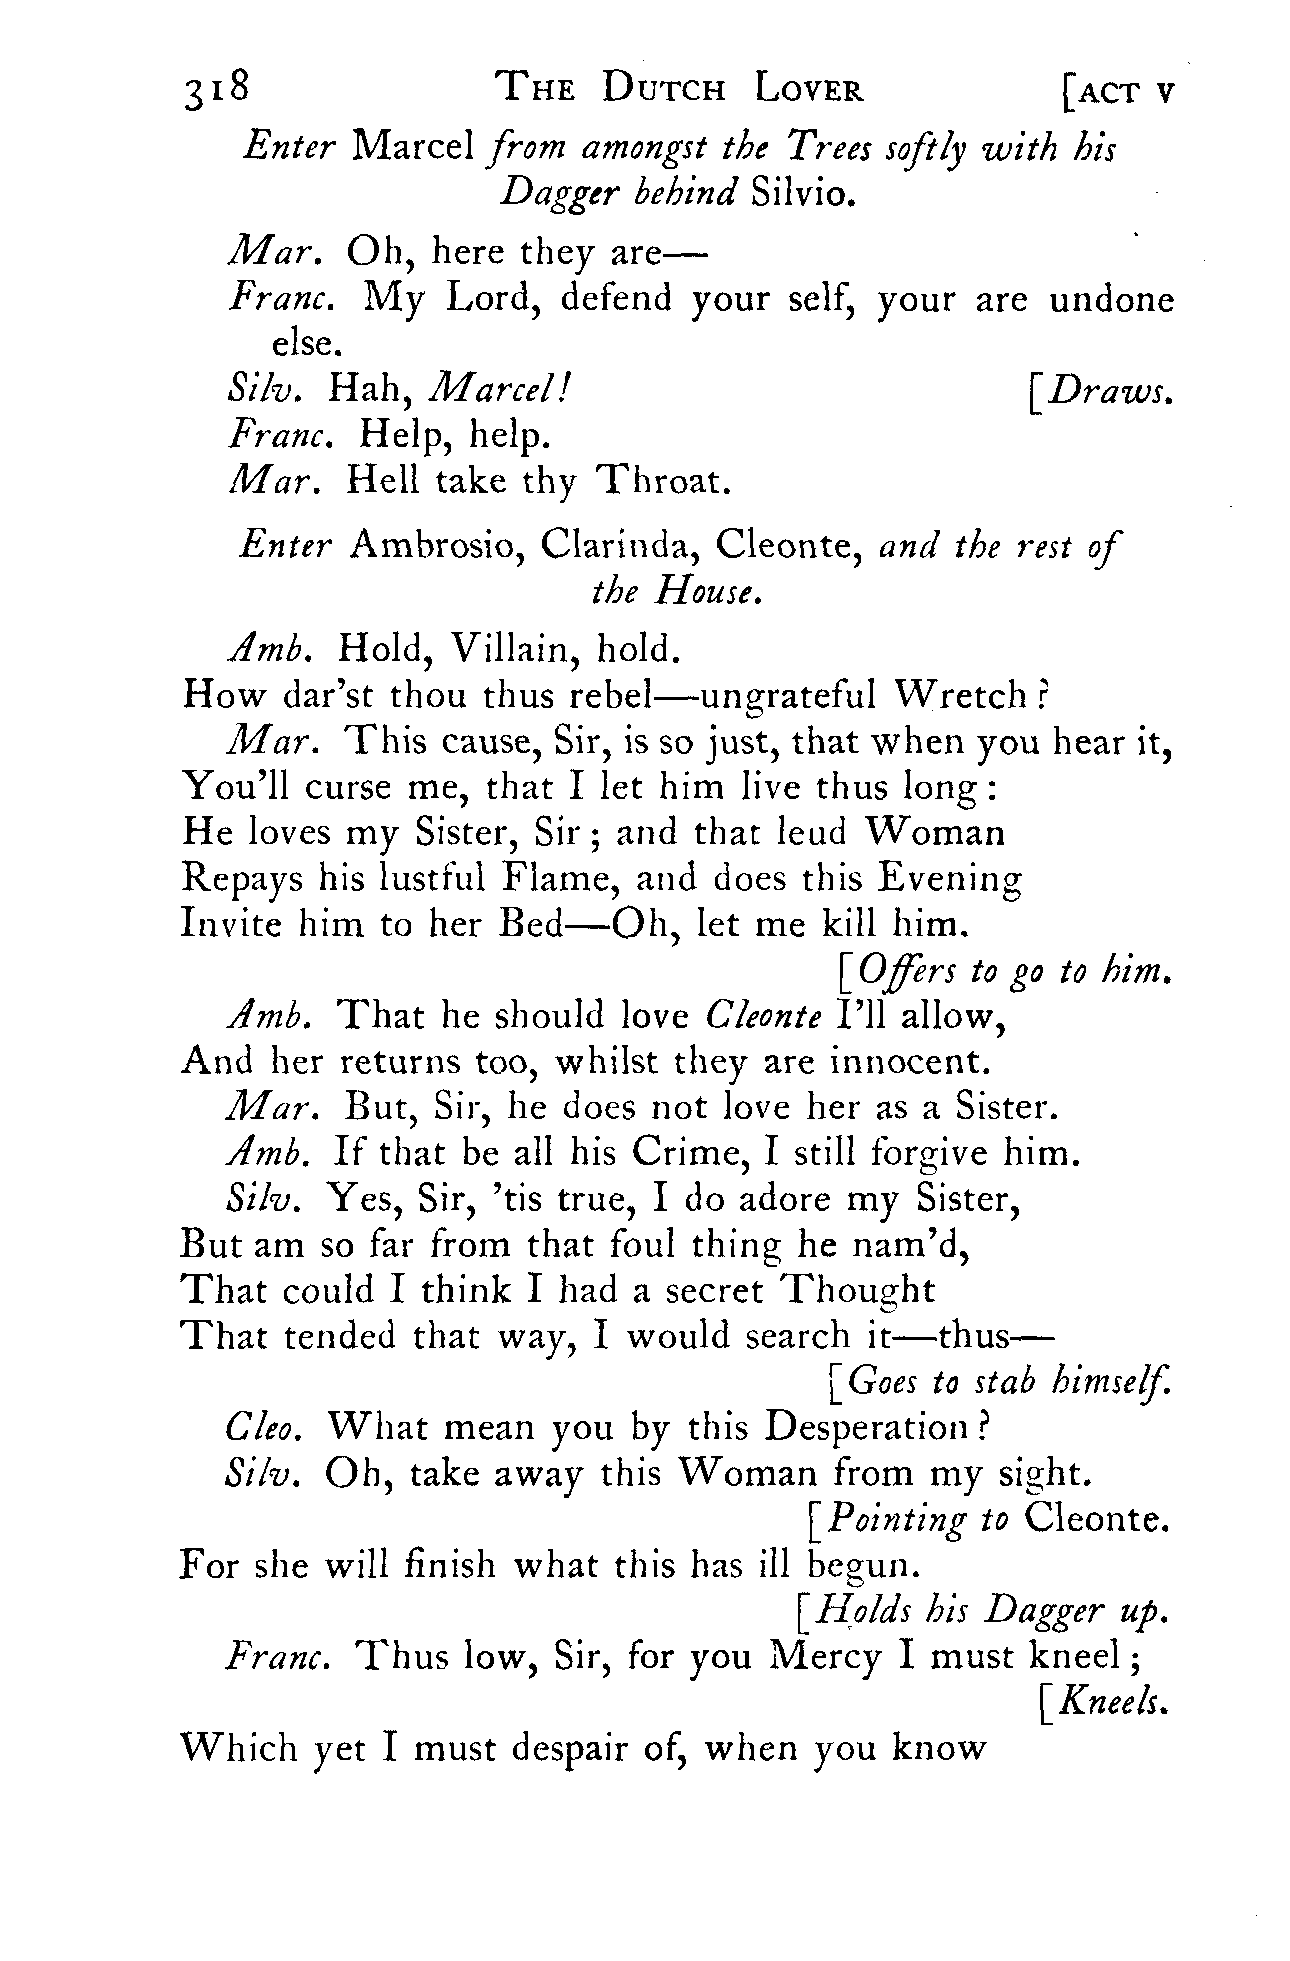 318 THE DUTCH LOVER [ACT V
Enter Marcel from amongst the Trees softly with his
Dagger behind Silvio.
Mar. Oh, here they are—
Franc. My Lord, defend your self, your are undone
else.
Silv. Hah, Marcel! [Draws.
Franc. Help, help.
Mar. Hell take thy Throat.
Enter Ambrosio, Clarinda, Cleonte, and the rest of
the House.
Amb. Hold, Villain, hold.
How dar'st thou thus rebel—ungrateful Wretch?
Mar. This cause, Sir, is so just, that when you hear it,
You'll curse me, that I let him live thus long:
He loves my Sister, Sir; and that leud Woman
Repays his lustful Flame, and does this Evening
Invite him to her Bed—Oh, let me kill him.
[Offers to go to him.
Amb. That he should love Cleonte I'll allow,
And her returns too, whilst they are innocent.
Mar. But, Sir, he does not love her as a Sister.
Amb. If that be all his Crime, I still forgive him.
Silv. Yes, Sir, 'tis true, I do adore my Sister,
But am so far from that foul thing he nam'd,
That could I think I had a secret Thought
That tended that way, I would search it—thus—
[Goes to stab himself.
Cleo. What mean you by this Desperation?
Silv. Oh, take away this Woman from my sight.
[Pointing to Cleonte.
For she will finish what this has ill begun.
[Holds his Dagger up.
Franc. Thus low, Sir, for you Mercy I must kneel;
[Kneels.
Which yet I must despair of, when you know